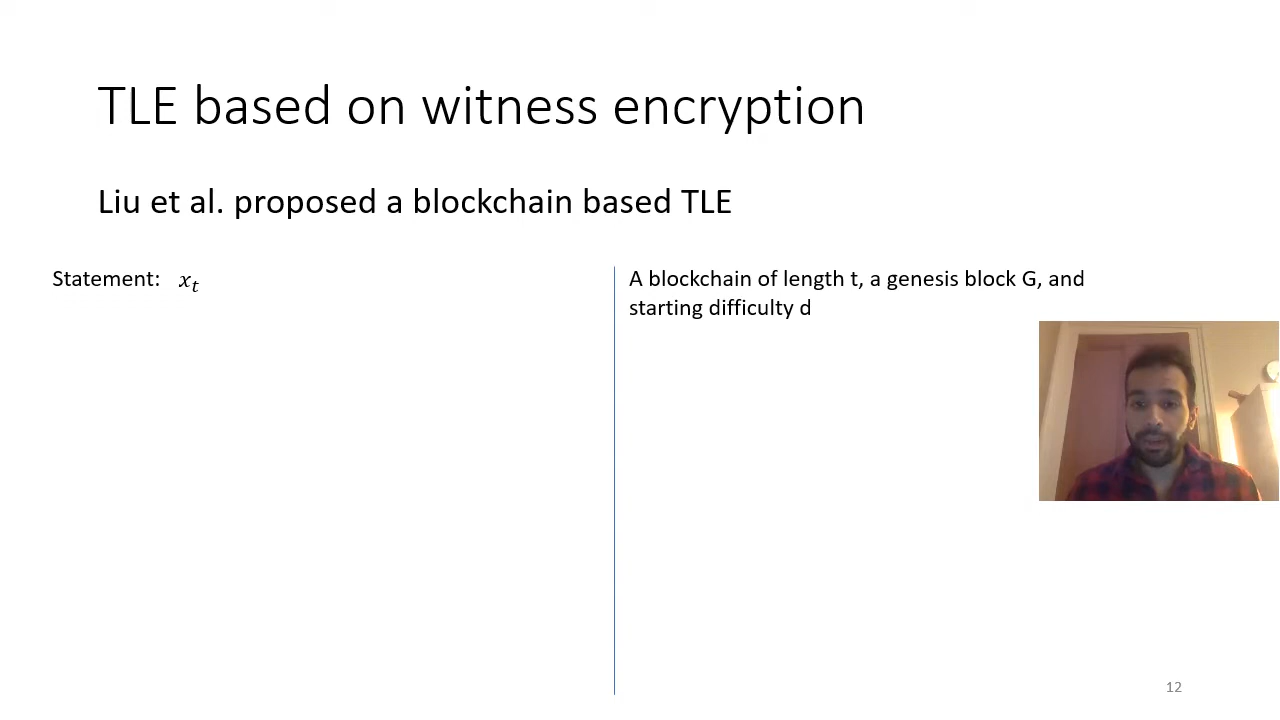 TLE based on witness encryption
Liu et al. proposed a blockchain based TLE
Statement: xₜ
A blockchain of length t, a genesis block G, and
starting difficulty d
12